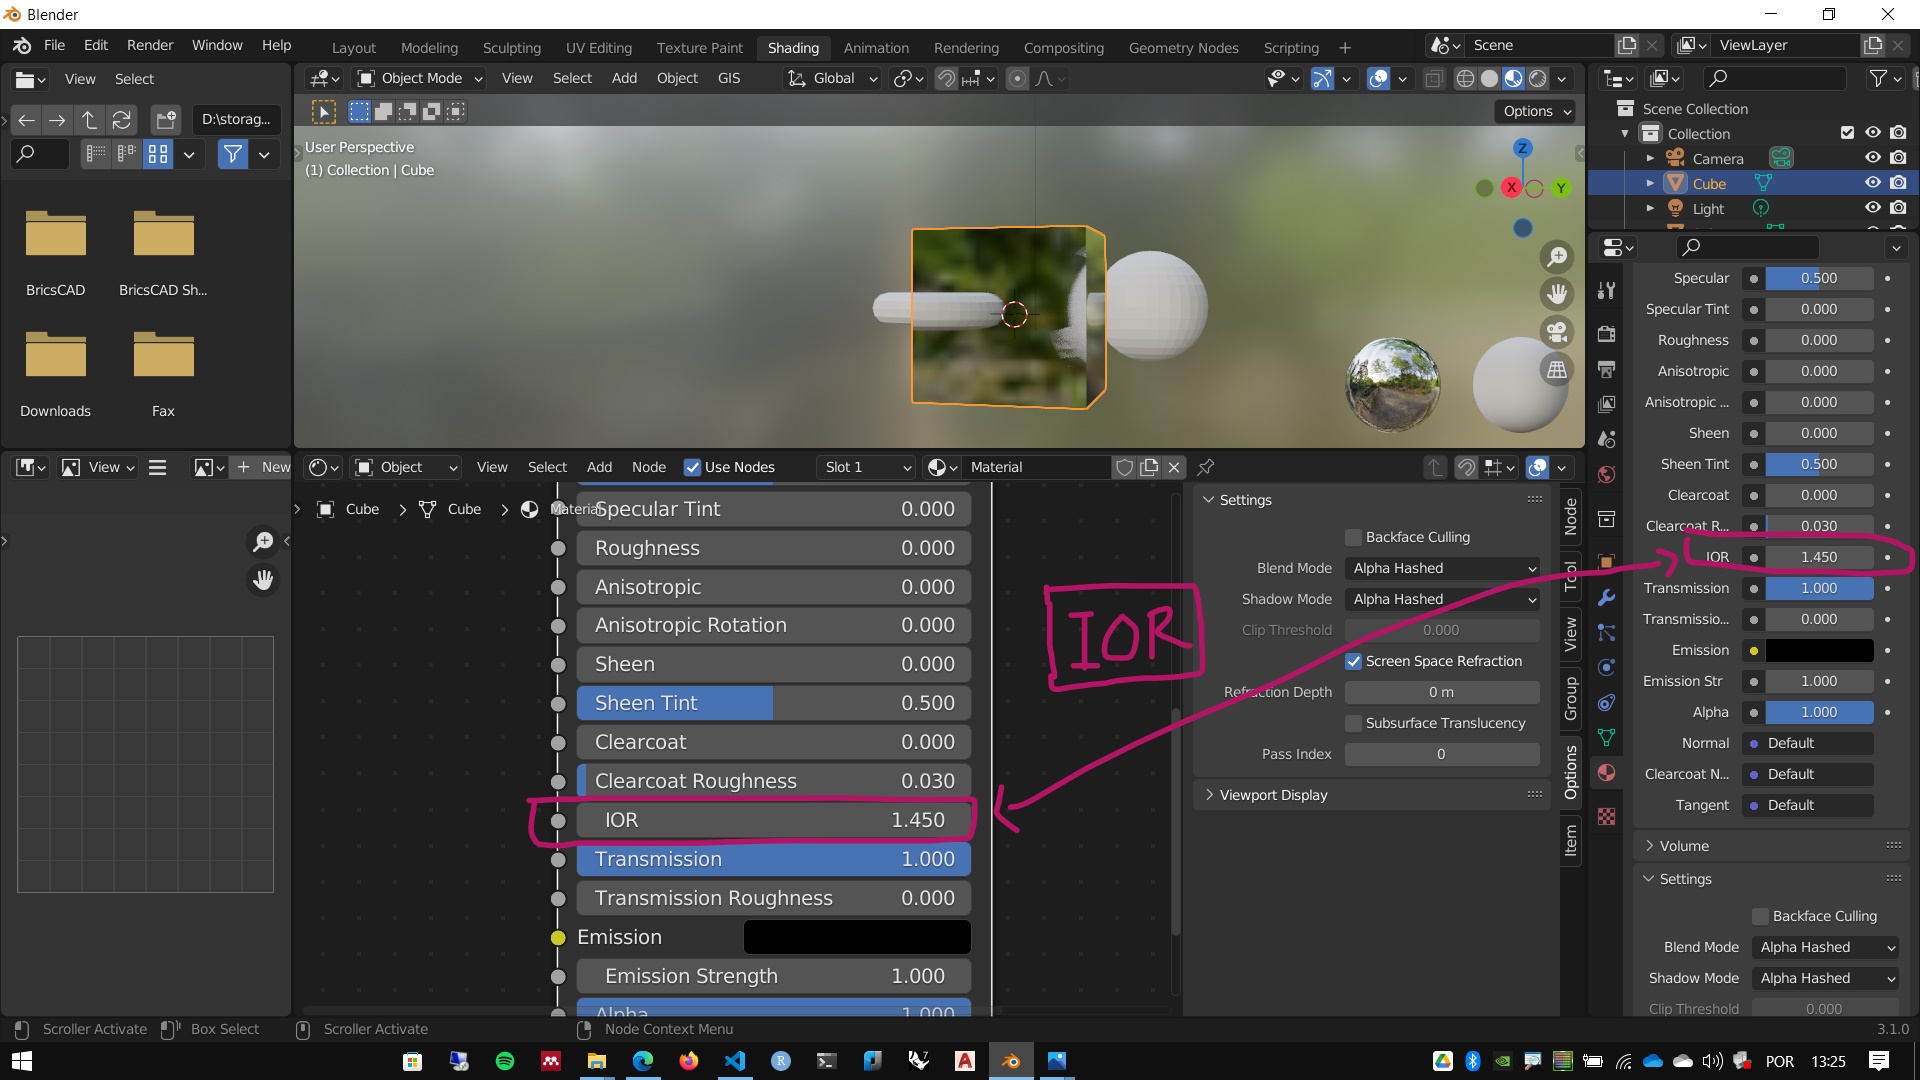 Blender
File Edit Render Window Help
Layout Modeling Sculpting UV Editing Texture Paint Shading Animation Rendering Compositing Geometry Nodes Scripting +
Scene
ViewLayer
View Select
Object Mode View Select Add Object GIS
Global
D:\storag...
Options
User Perspective
(1) Collection | Cube
Z
X
Y
BricsCAD
BricsCAD Sh...
Downloads
Fax
Scene Collection
Collection
Camera
Cube
Light
Specular 0.500
Specular Tint 0.000
Roughness 0.000
Anisotropic 0.000
Anisotropic ... 0.000
Sheen 0.000
Sheen Tint 0.500
Clearcoat 0.000
Clearcoat R... 0.030
IOR 1.450
Transmission 1.000
Transmissio... 0.000
Emission
Emission Str 1.000
Alpha 1.000
Normal Default
Clearcoat N... Default
Tangent Default
Volume
Settings
Backface Culling
Blend Mode Alpha Hashed
Shadow Mode Alpha Hashed
Clip Threshold 0.000
View
+ New
Object View Select Add Node Use Nodes Slot 1 Material
Cube > Cube > Material
Specular Tint 0.000
Roughness 0.000
Anisotropic 0.000
Anisotropic Rotation 0.000
Sheen 0.000
Sheen Tint 0.500
Clearcoat 0.000
Clearcoat Roughness 0.030
IOR 1.450
Transmission 1.000
Transmission Roughness 0.000
Emission
Emission Strength 1.000
Alpha 1.000
IOR
Settings
Backface Culling
Blend Mode Alpha Hashed
Shadow Mode Alpha Hashed
Clip Threshold 0.000
Screen Space Refraction
Refraction Depth 0 m
Subsurface Translucency
Pass Index 0
Viewport Display
Node
Tool
View
Group
Options
Item
Scroller Activate Box Select Scroller Activate Node Context Menu 3.1.0
POR 13:25